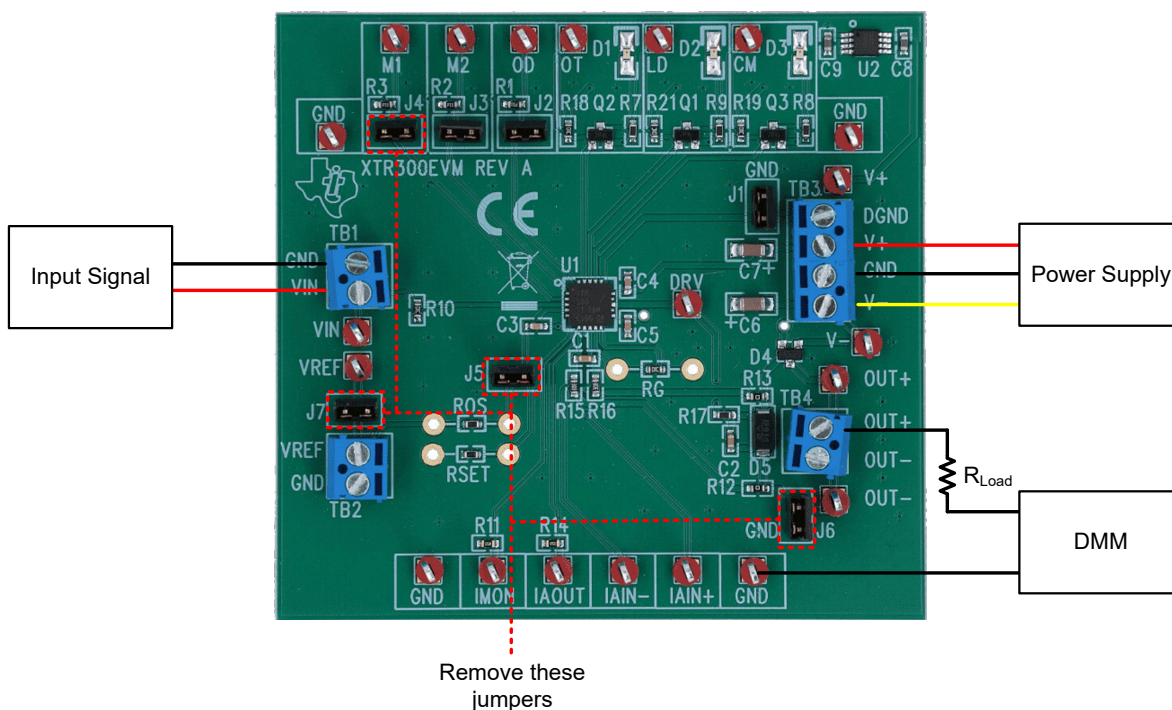 M1
M2
OD
OT
D1
LD
D2
CM
D3
C9
U2
C8
R3
J4
R2
J3
R1
J2
R18
Q2
R7
R21
Q1
R9
R19
Q3
R8
GND
GND
XTR300EVM REV A
GND
J1
TB3
V+
DGND
V+
GND
V-
V-
CE
Input Signal
TB1
GND
VIN
Power Supply
U1
C4
C7+
DRV
R10
C3
C5
+C6
C1
VIN
VREF
D4
OUT+
J5
RG
R15
R16
R13
TB4
R17
OUT+
OUT-
J7
ROS
RSET
VREF
GND
TB2
C2
D5
R12
OUT-
RLoad
DMM
R11
R14
GND
J6
GND
IMON
IAOUT
IAIN-
IAIN+
GND
Remove these
jumpers